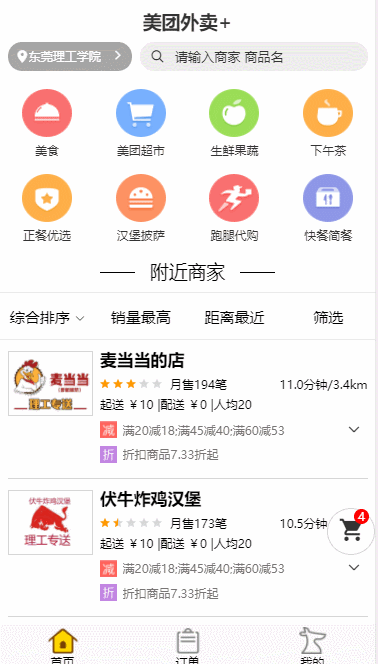 美团外卖+
东莞理工学院
请输入商家 商品名
美食 美团超市 生鲜果蔬 下午茶
正餐优选 汉堡披萨 跑腿代购 快餐简餐
附近商家
综合排序 销量最高 距离最近 筛选
麦当当
理工专送
麦当当的店
月售194笔 11.0分钟/3.4km
起送 ￥10 |配送 ￥0 |人均20
减 满20减18;满45减40;满60减53
折 折扣商品7.33折起
伏牛炸鸡汉堡
理工专送
伏牛炸鸡汉堡
月售173笔 10.5分钟
起送 ￥10 |配送 ￥0 |人均20
4
减 满20减18;满45减40;满60减53
折 折扣商品7.33折起
首页 订单 我的